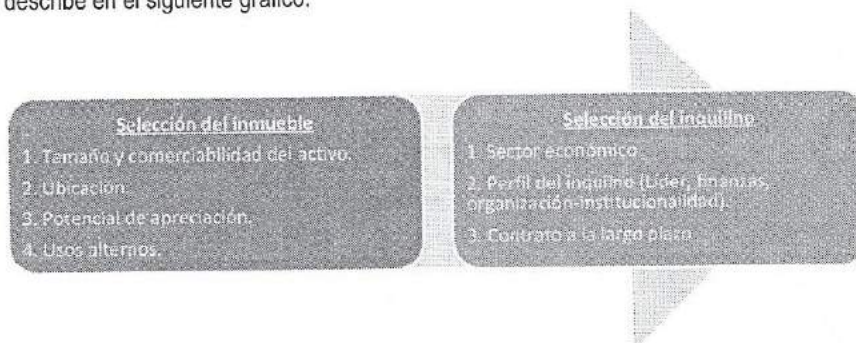 describe en el siguiente gráfico.
Selección del inmueble
1. Tamaño y comerciabilidad del activo.
2. Ubicación.
3. Potencial de apreciación.
4. Usos alternos.
Selección del inquilino
1. Sector económico
2. Perfil del inquilino (Líder, finanzas,
organización-institucionalidad).
3. Contrato a la largo plazo